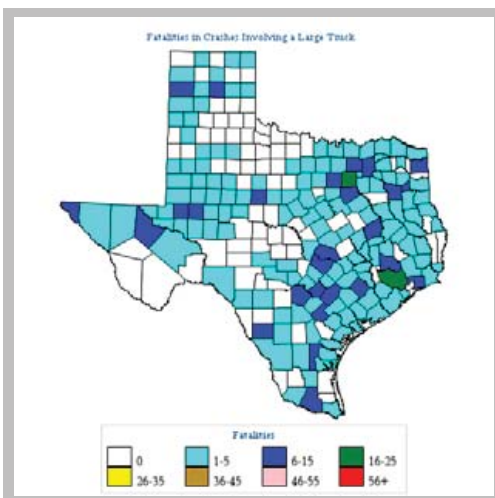 Fatalities in Crashes Involving a Large Truck
Fatalities
0 1-5 6-15 16-25
26-35 36-45 46-55 56+